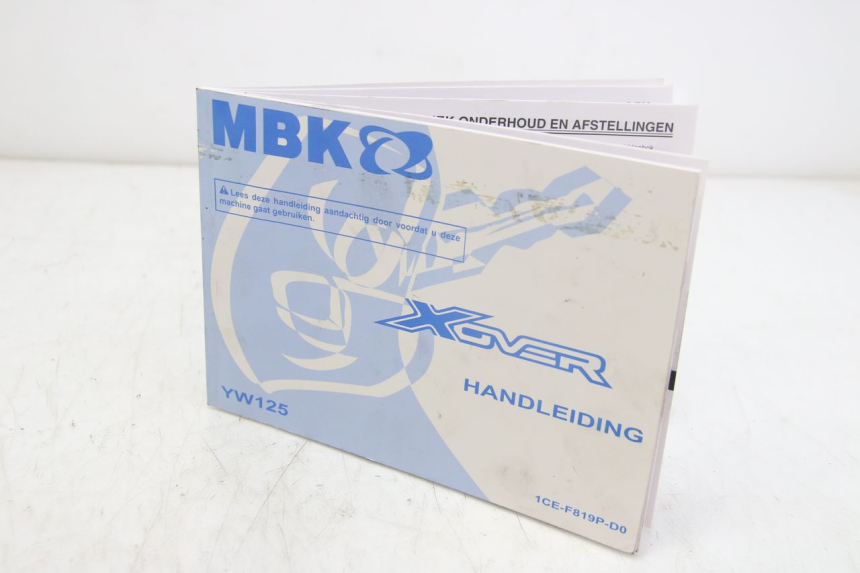 MBK
ONDERHOUD EN AFSTELLINGEN
Lees deze handleiding aandachtig door voordat u deze
machine gaat gebruiken.
XOVER
HANDLEIDING
YW125
1CE-F819P-D0